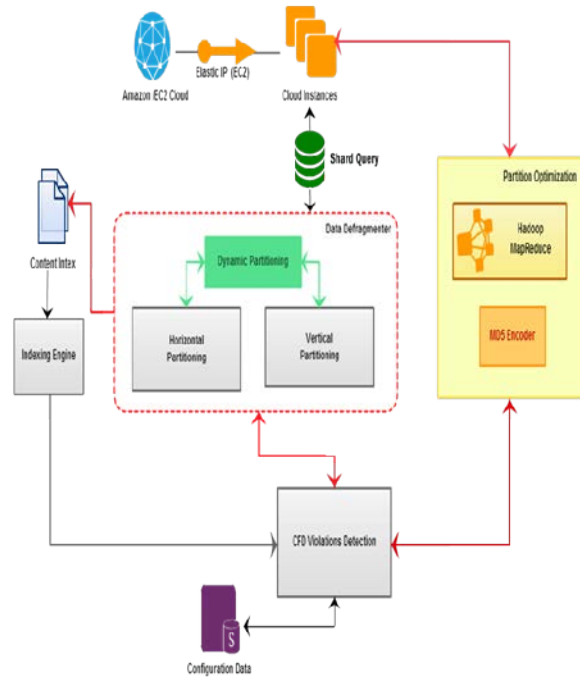 Elastic IP (EC2)
Amazon /EC2 Cloud
Cloud Instances
Shard Query
Partition Optimization
Hadoop
MapReduce
MD5 Encoder
Data Defragmenter
Dynamic Partitioning
Horizontal
Partitioning
Vertical
Partitioning
Content Intex
Indexing Engine
CFD Violations Detection
S
Configuration Data